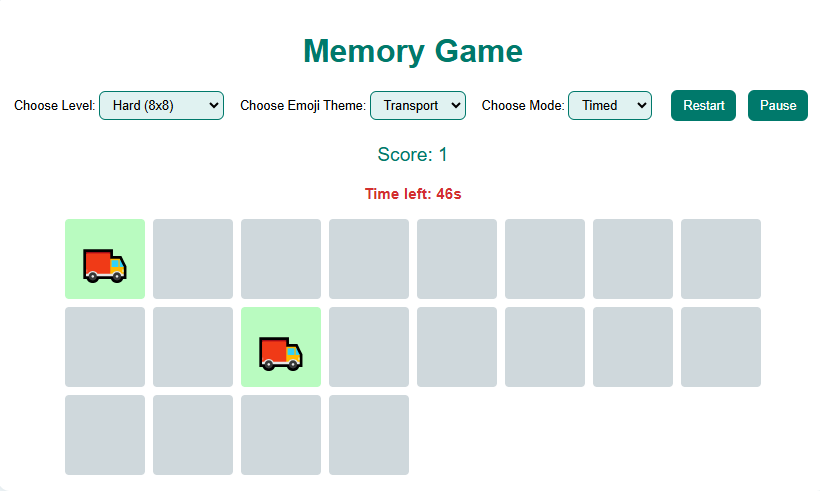 Memory Game
Choose Level: Hard (8x8) Choose Emoji Theme: Transport Choose Mode: Timed Restart Pause
Score: 1
Time left: 46s